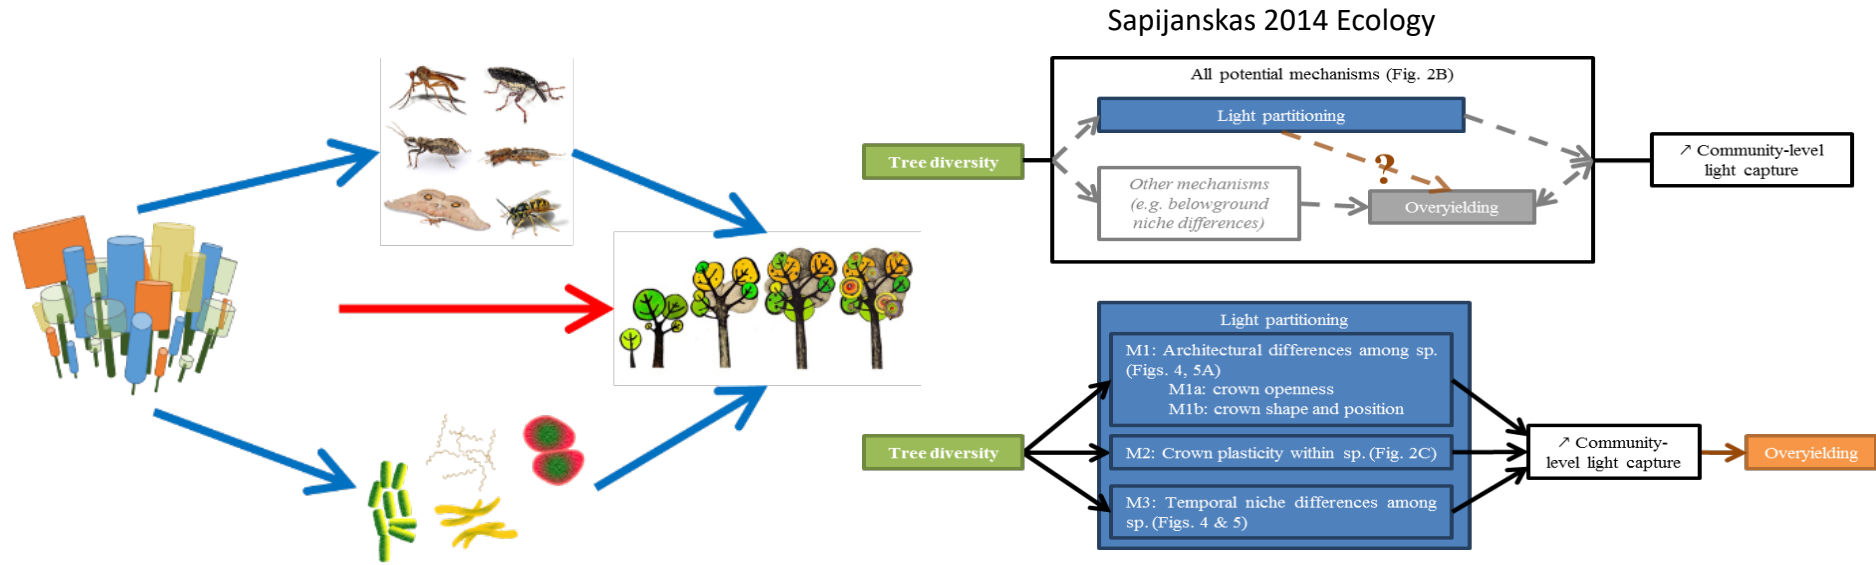 Sapijanskas 2014 Ecology
All potential mechanisms (Fig. 2B)
Light partitioning
Tree diversity
?
Other mechanisms
(e.g. belowground
niche differences)
Overyielding
↗ Community-level
light capture
Light partitioning
M1: Architectural differences among sp.
(Figs. 4, 5A)
M1a: crown openness
M1b: crown shape and position
Tree diversity
M2: Crown plasticity within sp. (Fig. 2C)
M3: Temporal niche differences among
sp. (Figs. 4 & 5)
↗ Community-
level light capture
Overyielding